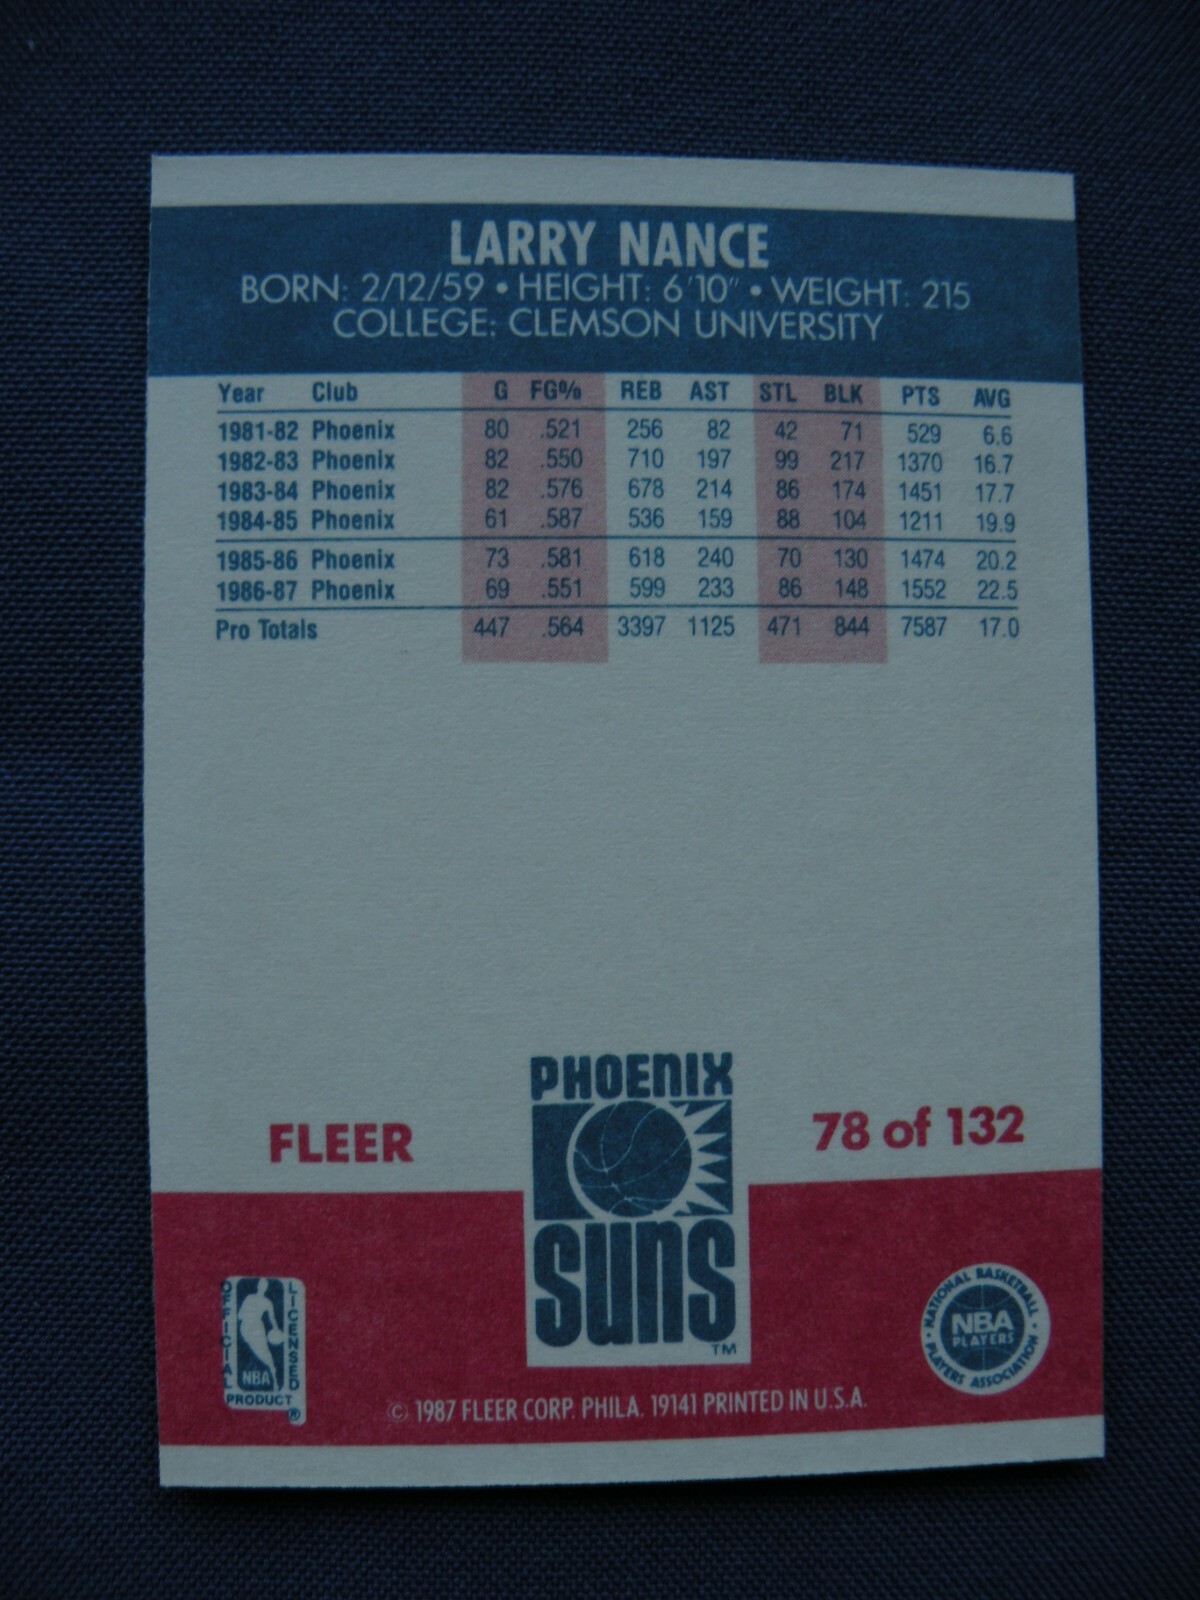 LARRY NANCE
BORN: 2/12/59 • HEIGHT: 6'10" • WEIGHT: 215
COLLEGE: CLEMSON UNIVERSITY
Year Club G FG% REB AST STL BLK PTS AVG
1981-82 Phoenix 80 .521 256 82 42 71 529 6.6
1982-83 Phoenix 82 .550 710 197 99 217 1370 16.7
1983-84 Phoenix 82 .576 678 214 86 174 1451 17.7
1984-85 Phoenix 61 .587 536 159 88 104 1211 19.9
1985-86 Phoenix 73 .581 618 240 70 130 1474 20.2
1986-87 Phoenix 69 .551 599 233 86 148 1552 22.5
Pro Totals 447 .564 3397 1125 471 844 7587 17.0
PHOENIX
SUNS
TM
FLEER
78 of 132
OFFICIAL
LICENSED
NBA
PRODUCT
®
NATIONAL BASKETBALL
NBA
PLAYERS
PLAYERS ASSOCIATION
© 1987 FLEER CORP. PHILA. 19141 PRINTED IN U.S.A.